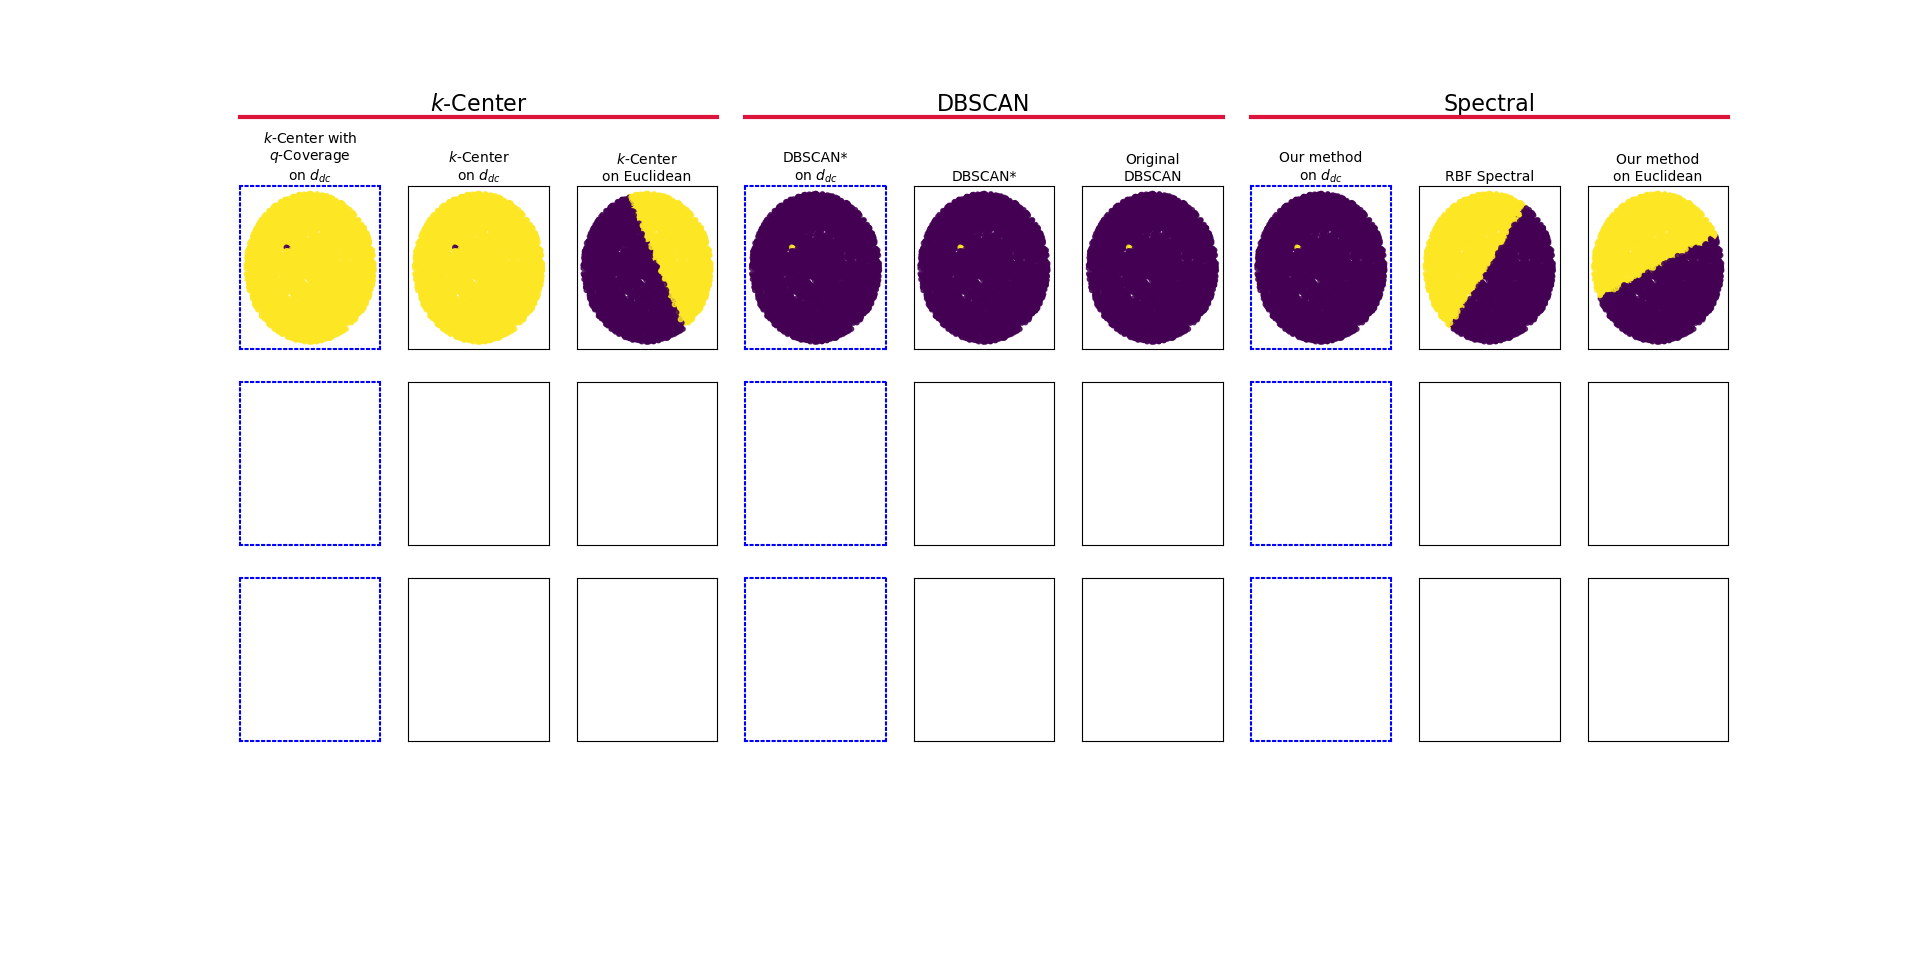 k-Center
DBSCAN
Spectral
k-Center with
q-Coverage
on d_dc
k-Center
on d_dc
k-Center
on Euclidean
DBSCAN*
on d_dc
DBSCAN*
Original
DBSCAN
Our method
on d_dc
RBF Spectral
Our method
on Euclidean